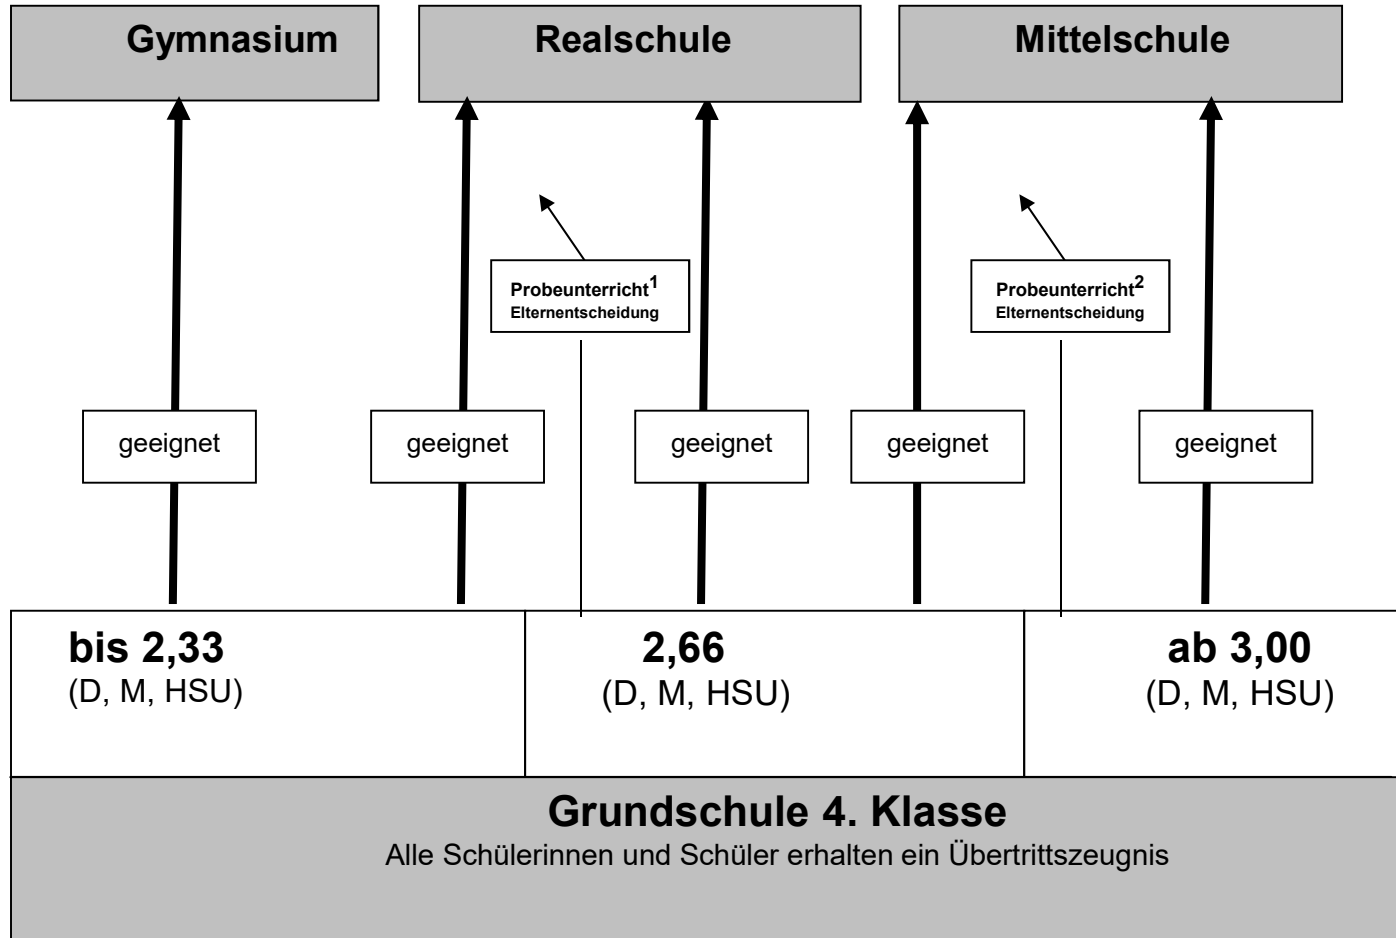 Gymnasium
Realschule
Mittelschule
Probeunterricht1
Elternentscheidung
Probeunterricht2
Elternentscheidung
geeignet
geeignet
geeignet
geeignet
geeignet
bis 2,33
(D, M, HSU)
2,66
(D, M, HSU)
ab 3,00
(D, M, HSU)
Grundschule 4. Klasse
Alle Schülerinnen und Schüler erhalten ein Übertrittszeugnis